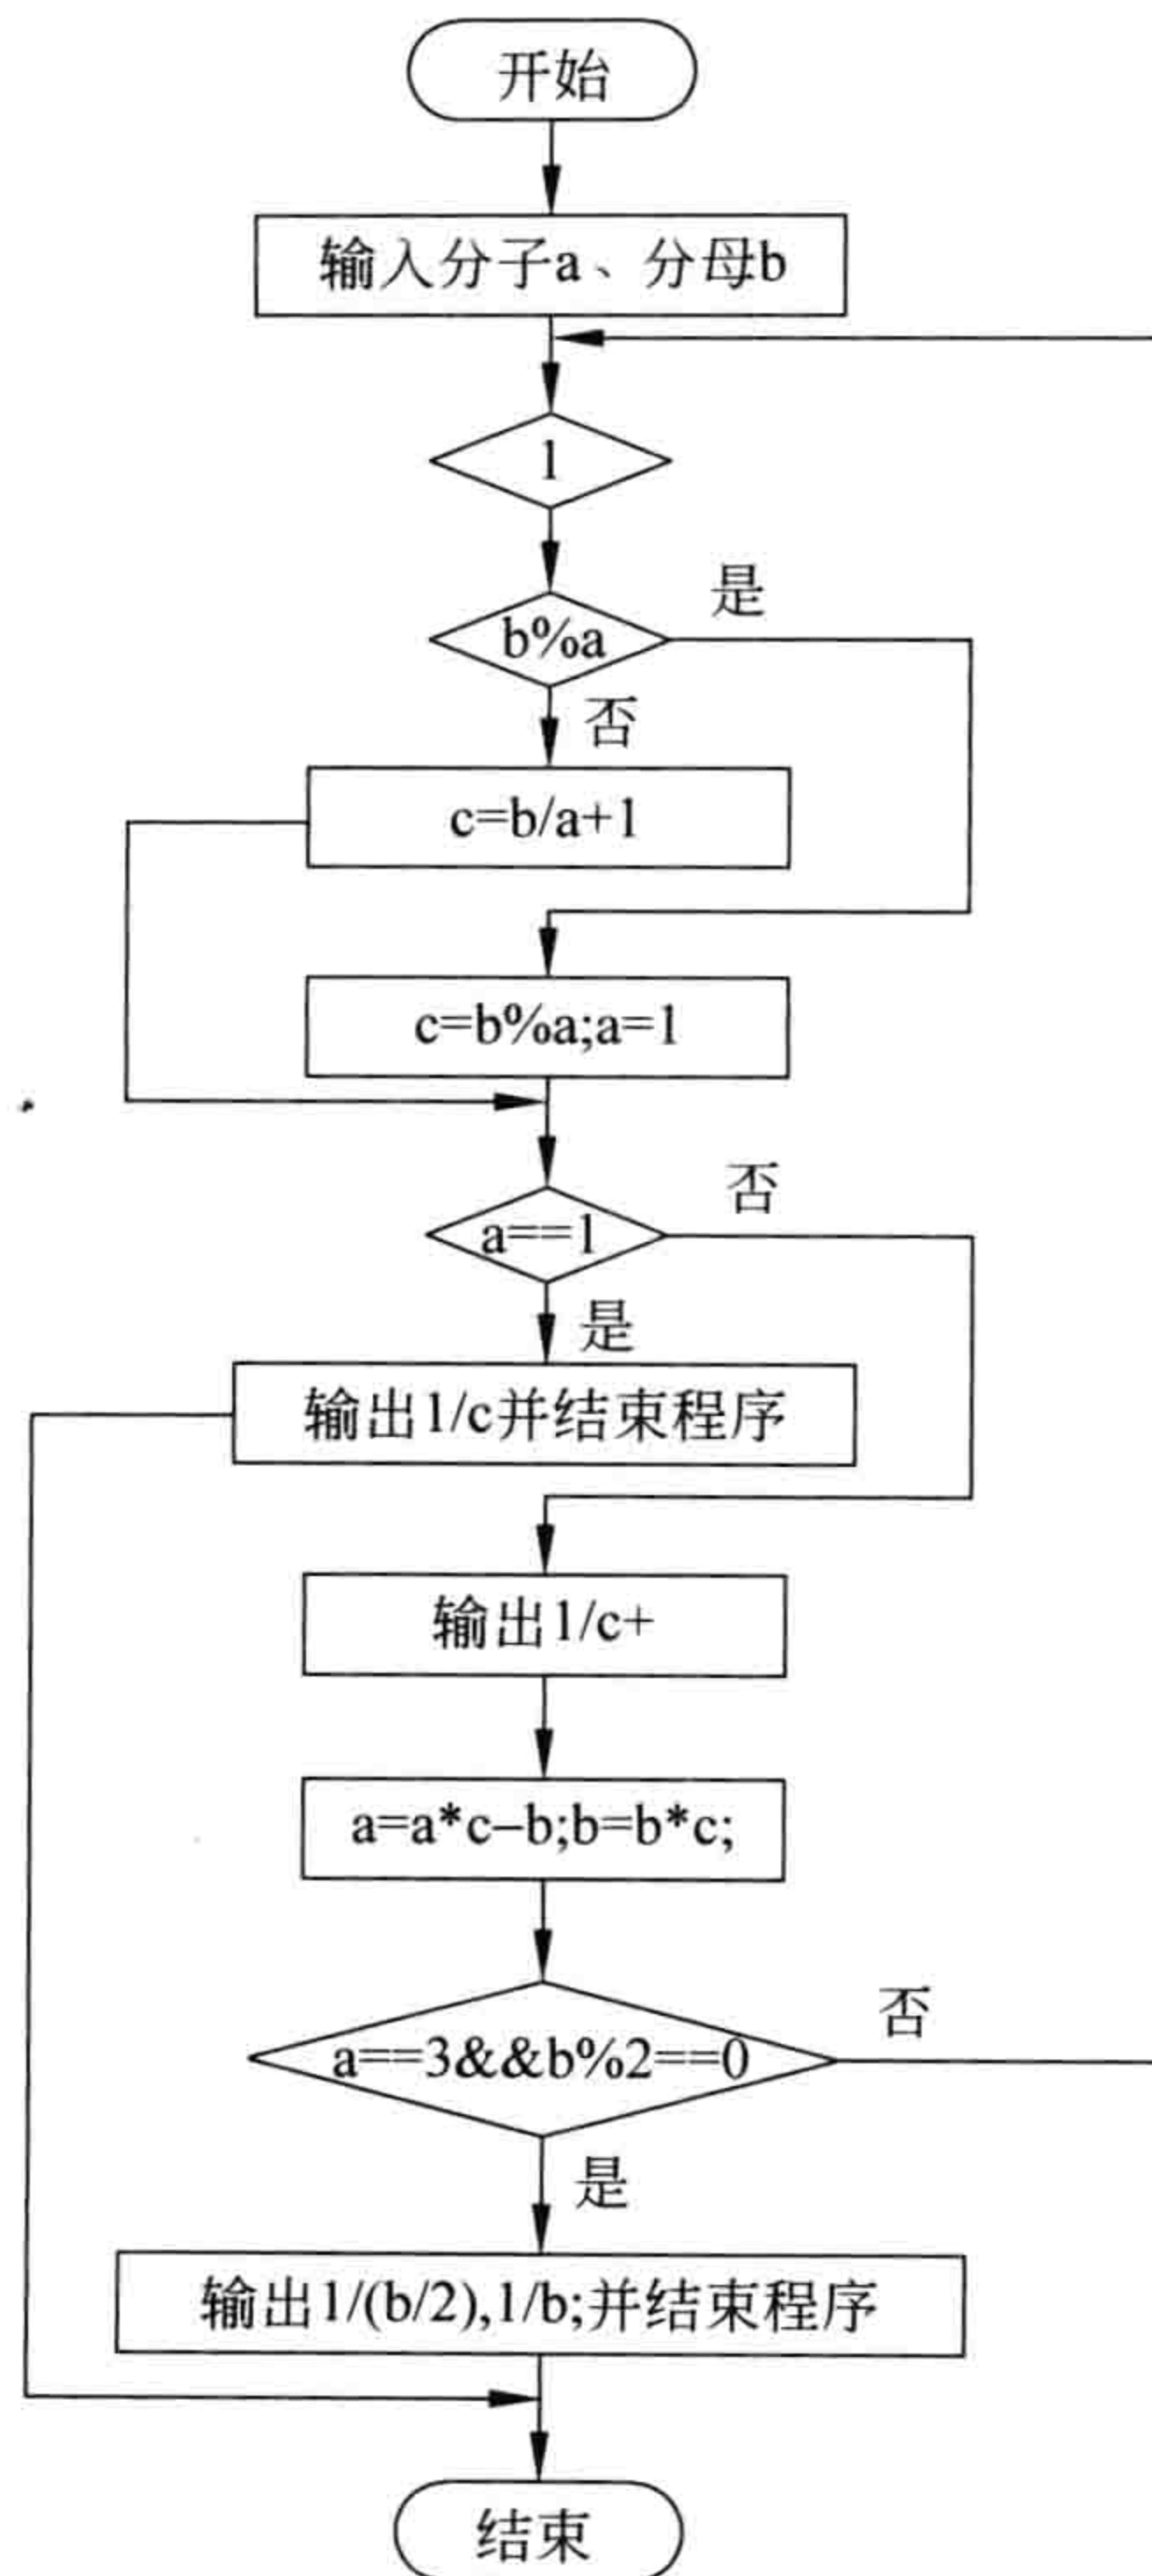 开始
输入分子a、分母b
1
是
b%a
否
c=b/a+1
c=b%a;a=1
否
a==1
是
输出1/c并结束程序
输出1/c+
a=a*c–b;b=b*c;
否
a==3&&b%2==0
是
输出1/(b/2),1/b;并结束程序
结束